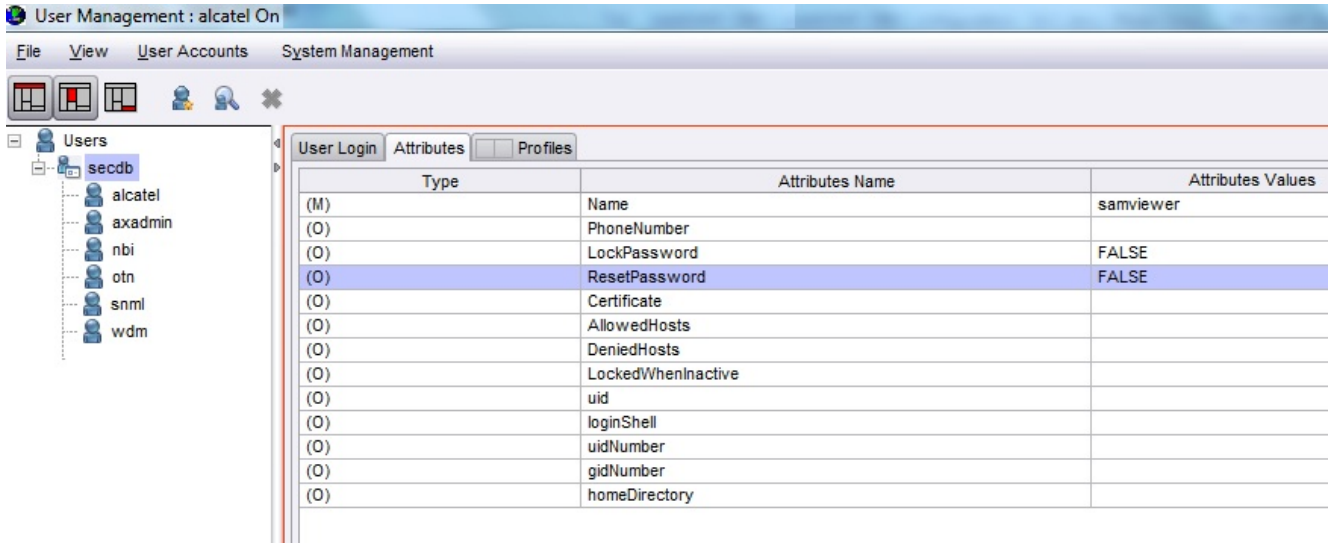 User Management : alcatel On
File View User Accounts System Management
Users
secdb
alcatel
axadmin
nbi
otn
snml
wdm
User Login Attributes Profiles
Type Attributes Name Attributes Values
(M) Name samviewer
(O) PhoneNumber
(O) LockPassword FALSE
(O) ResetPassword FALSE
(O) Certificate
(O) AllowedHosts
(O) DeniedHosts
(O) LockedWhenInactive
(O) uid
(O) loginShell
(O) uidNumber
(O) gidNumber
(O) homeDirectory